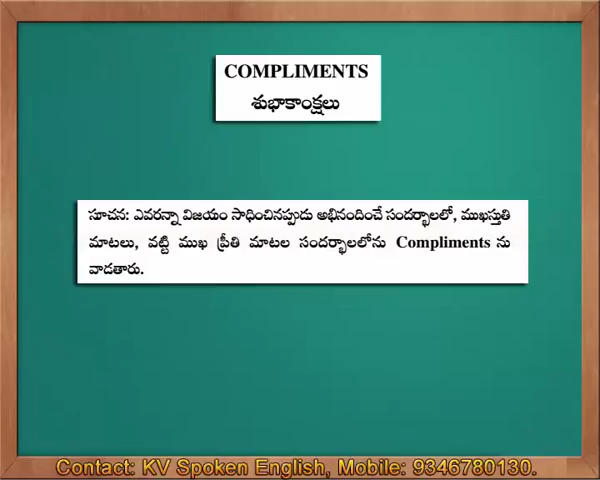 COMPLIMENTS
శుభాకాంక్షలు
సూచన: ఎవరన్నా విజయం సాధించినప్పుడు అభినందించే సందర్భాలలో, ముఖస్తుతి
మాటలు, వట్టి ముఖ ప్రీతి మాటల సందర్భాలలోను Compliments ను
వాడతారు.
Contact: KV Spoken English, Mobile: 9346780130.